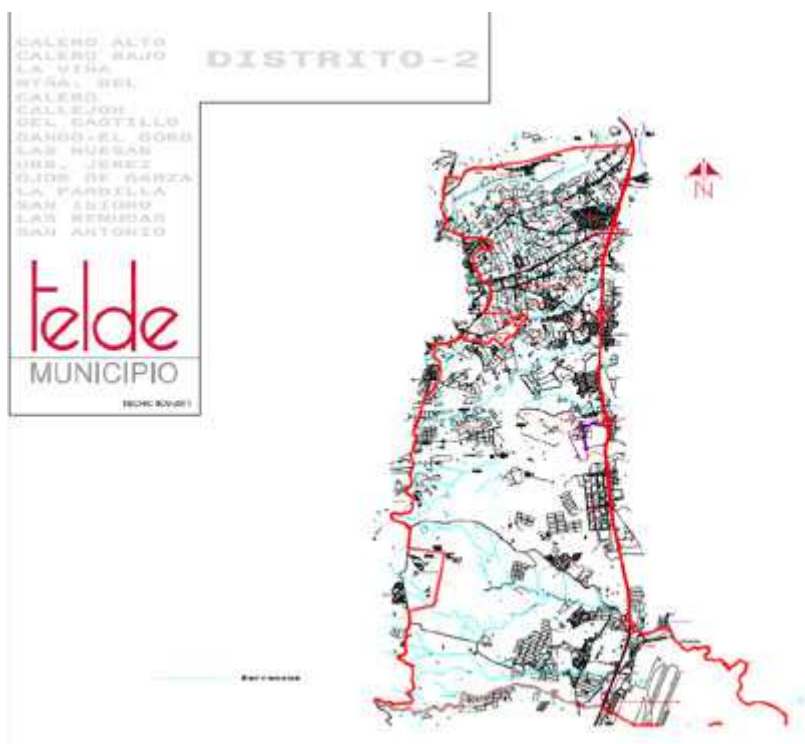 CALERO ALTO
CALERO BAJO
LA VIÑA
MTÑA. DEL
CALERO
CALLEJON
DEL CASTILLO
GANDO-EL GORO
LAS HUESAS
URB. JEREZ
OJOS DE GARZA
LA PARDILLA
SAN ISIDRO
LAS REMUDAS
SAN ANTONIO
DISTRITO-2
N
telde
MUNICIPIO
Barrancos